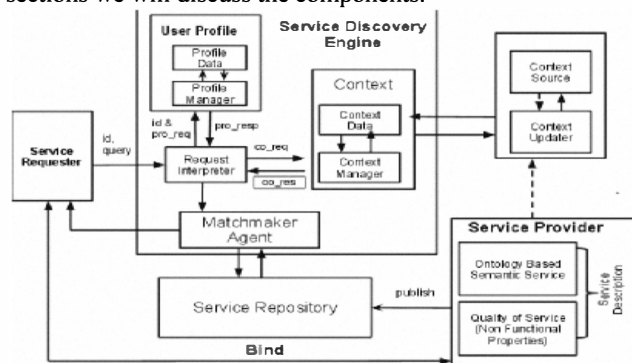 sections we will discuss the components.
User Profile
Profile
Data
Profile
Manager
Service Discovery
Engine
Context
Context
Data
Context
Manager
Context
Source
Context
Updater
id &
pro_req
pro_resp
Service
Requester
id,
query
Request
Interpreter
co_req
co_res
Matchmaker
Agent
Service Repository
publish
Service Provider
Ontology Based
Semantic Service
Quality of Service
(Non Functional
Properties)
Service
Description
Bind